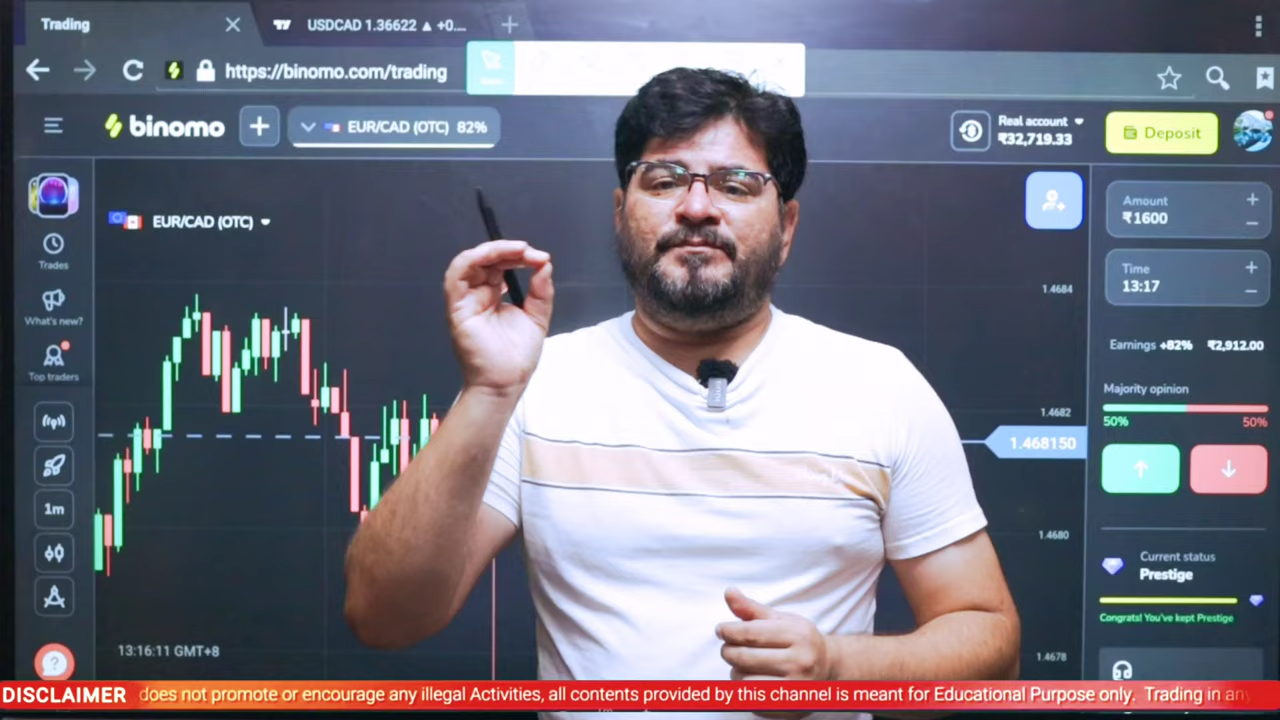 Trading
USDCAD 1.36622 ▲ +0....
https://binomo.com/trading
binomo
EUR/CAD (OTC) 82%
Real account
₹32,719.33
Deposit
EUR/CAD (OTC)
Trades
What's new?
Top traders
1m
Amount
₹1600
Time
13:17
Earnings +82% ₹2,912.00
Majority opinion
50% 50%
Current status
Prestige
Congrats! You've kept Prestige
1.4684
1.4682
1.468150
1.4680
1.4678
13:16:11 GMT+8
DISCLAIMER does not promote or encourage any illegal Activities, all contents provided by this channel is meant for Educational Purpose only. Trading in any